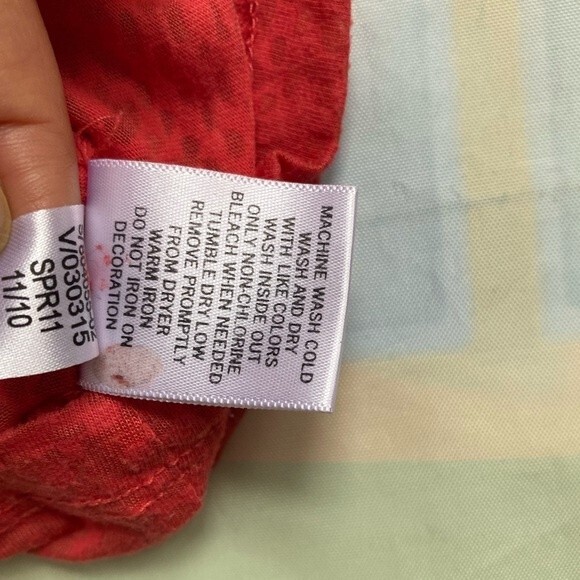 MACHINE WASH COLD
WASH AND DRY
WITH LIKE COLORS
WASH INSIDE OUT
ONLY NON-CHLORINE
BLEACH WHEN NEEDED
TUMBLE DRY LOW
REMOVE PROMPTLY
FROM DRYER
WARM IRON
DO NOT IRON ON
DECORATION
V/030315
SPR11
11/10